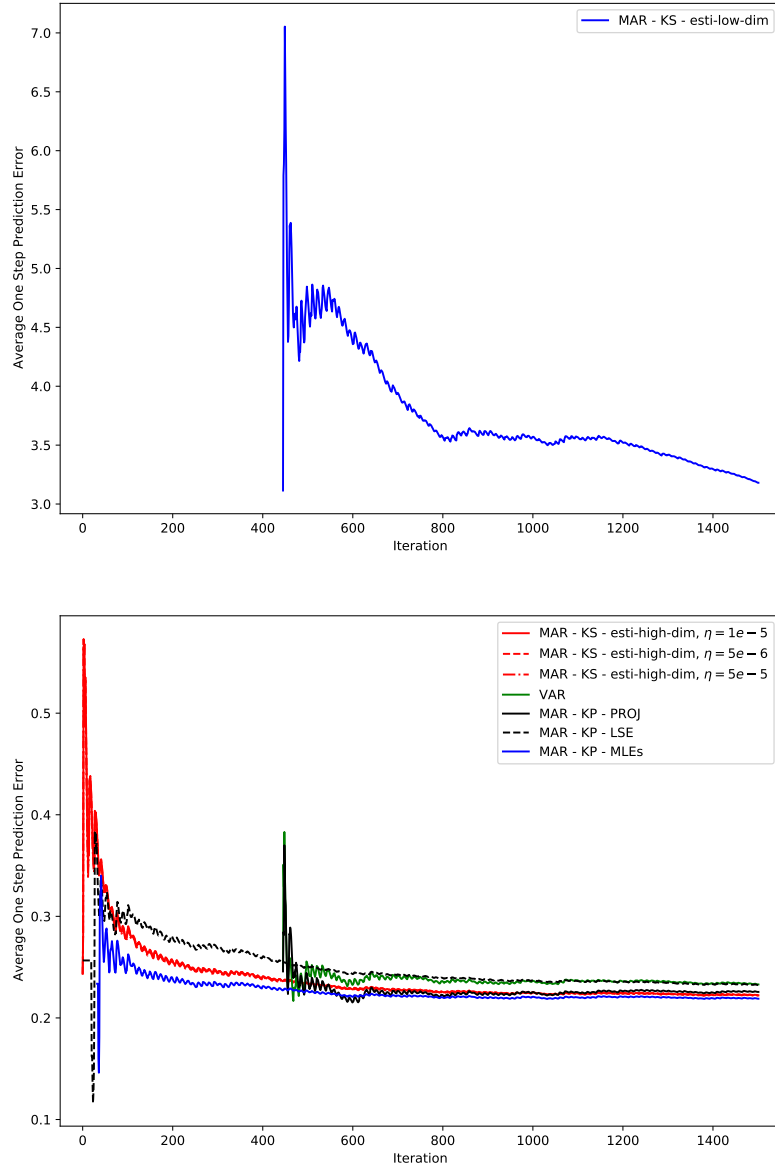 MAR - KS - esti-low-dim
7.0
6.5
6.0
5.5
5.0
4.5
4.0
3.5
3.0
Average One Step Prediction Error
0 200 400 600 800 1000 1200 1400
Iteration
MAR - KS - esti-high-dim, η = 1e − 5
MAR - KS - esti-high-dim, η = 5e − 6
MAR - KS - esti-high-dim, η = 5e − 5
VAR
MAR - KP - PROJ
MAR - KP - LSE
MAR - KP - MLEs
0.5
0.4
0.3
0.2
0.1
Average One Step Prediction Error
0 200 400 600 800 1000 1200 1400
Iteration